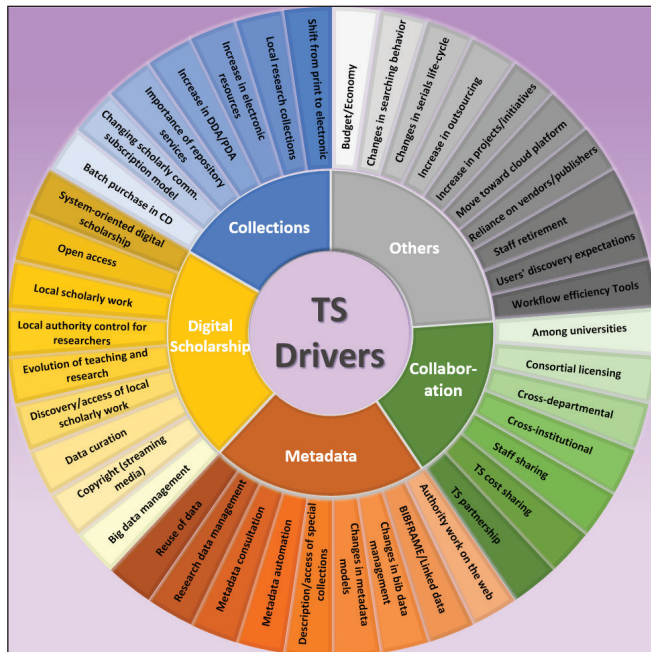 TS
Drivers
Others
Budget/Economy
Changes in searching behavior
Changes in serials life-cycle
Increase in outsourcing
Increase in projects/initiatives
Move toward cloud platform
Reliance on vendors/publishers
Staff retirement
Users' discovery expectations
Workflow efficiency Tools
Collabor-
ation
Among universities
Consortial licensing
Cross-departmental
Cross-institutional
Staff sharing
TS cost sharing
TS partnership
Metadata
Authority work on the web
BIBFRAME/Linked data
Changes in bib data
management
Changes in metadata
models
Description/access of special
collections
Metadata automation
Metadata consultation
Research data management
Reuse of data
Digital
Scholarship
Big data management
Copyright (streaming
media)
Data curation
Discovery/access of local
scholarly work
Evolution of teaching and
research
Local authority control for
researchers
Local scholarly work
Open access
System-oriented digital
scholarship
Collections
Batch purchase in CD
Changing scholarly comm.
subscription model
Importance of repository
services
Increase in DDA/PDA
Increase in electronic
resources
Local research collections
Shift from print to electronic